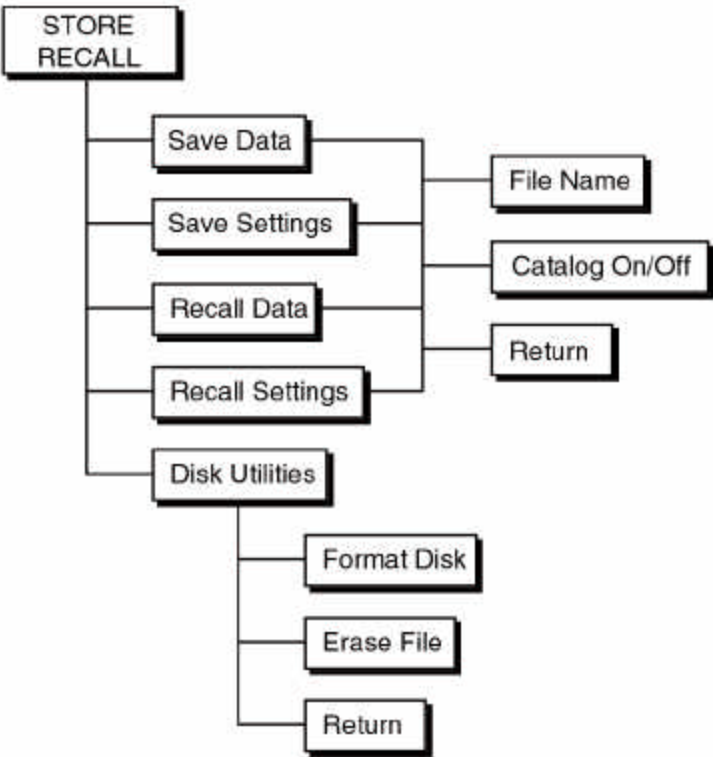 STORE
RECALL
Save Data
Save Settings
Recall Data
Recall Settings
Disk Utilities
File Name
Catalog On/Off
Return
Format Disk
Erase File
Return